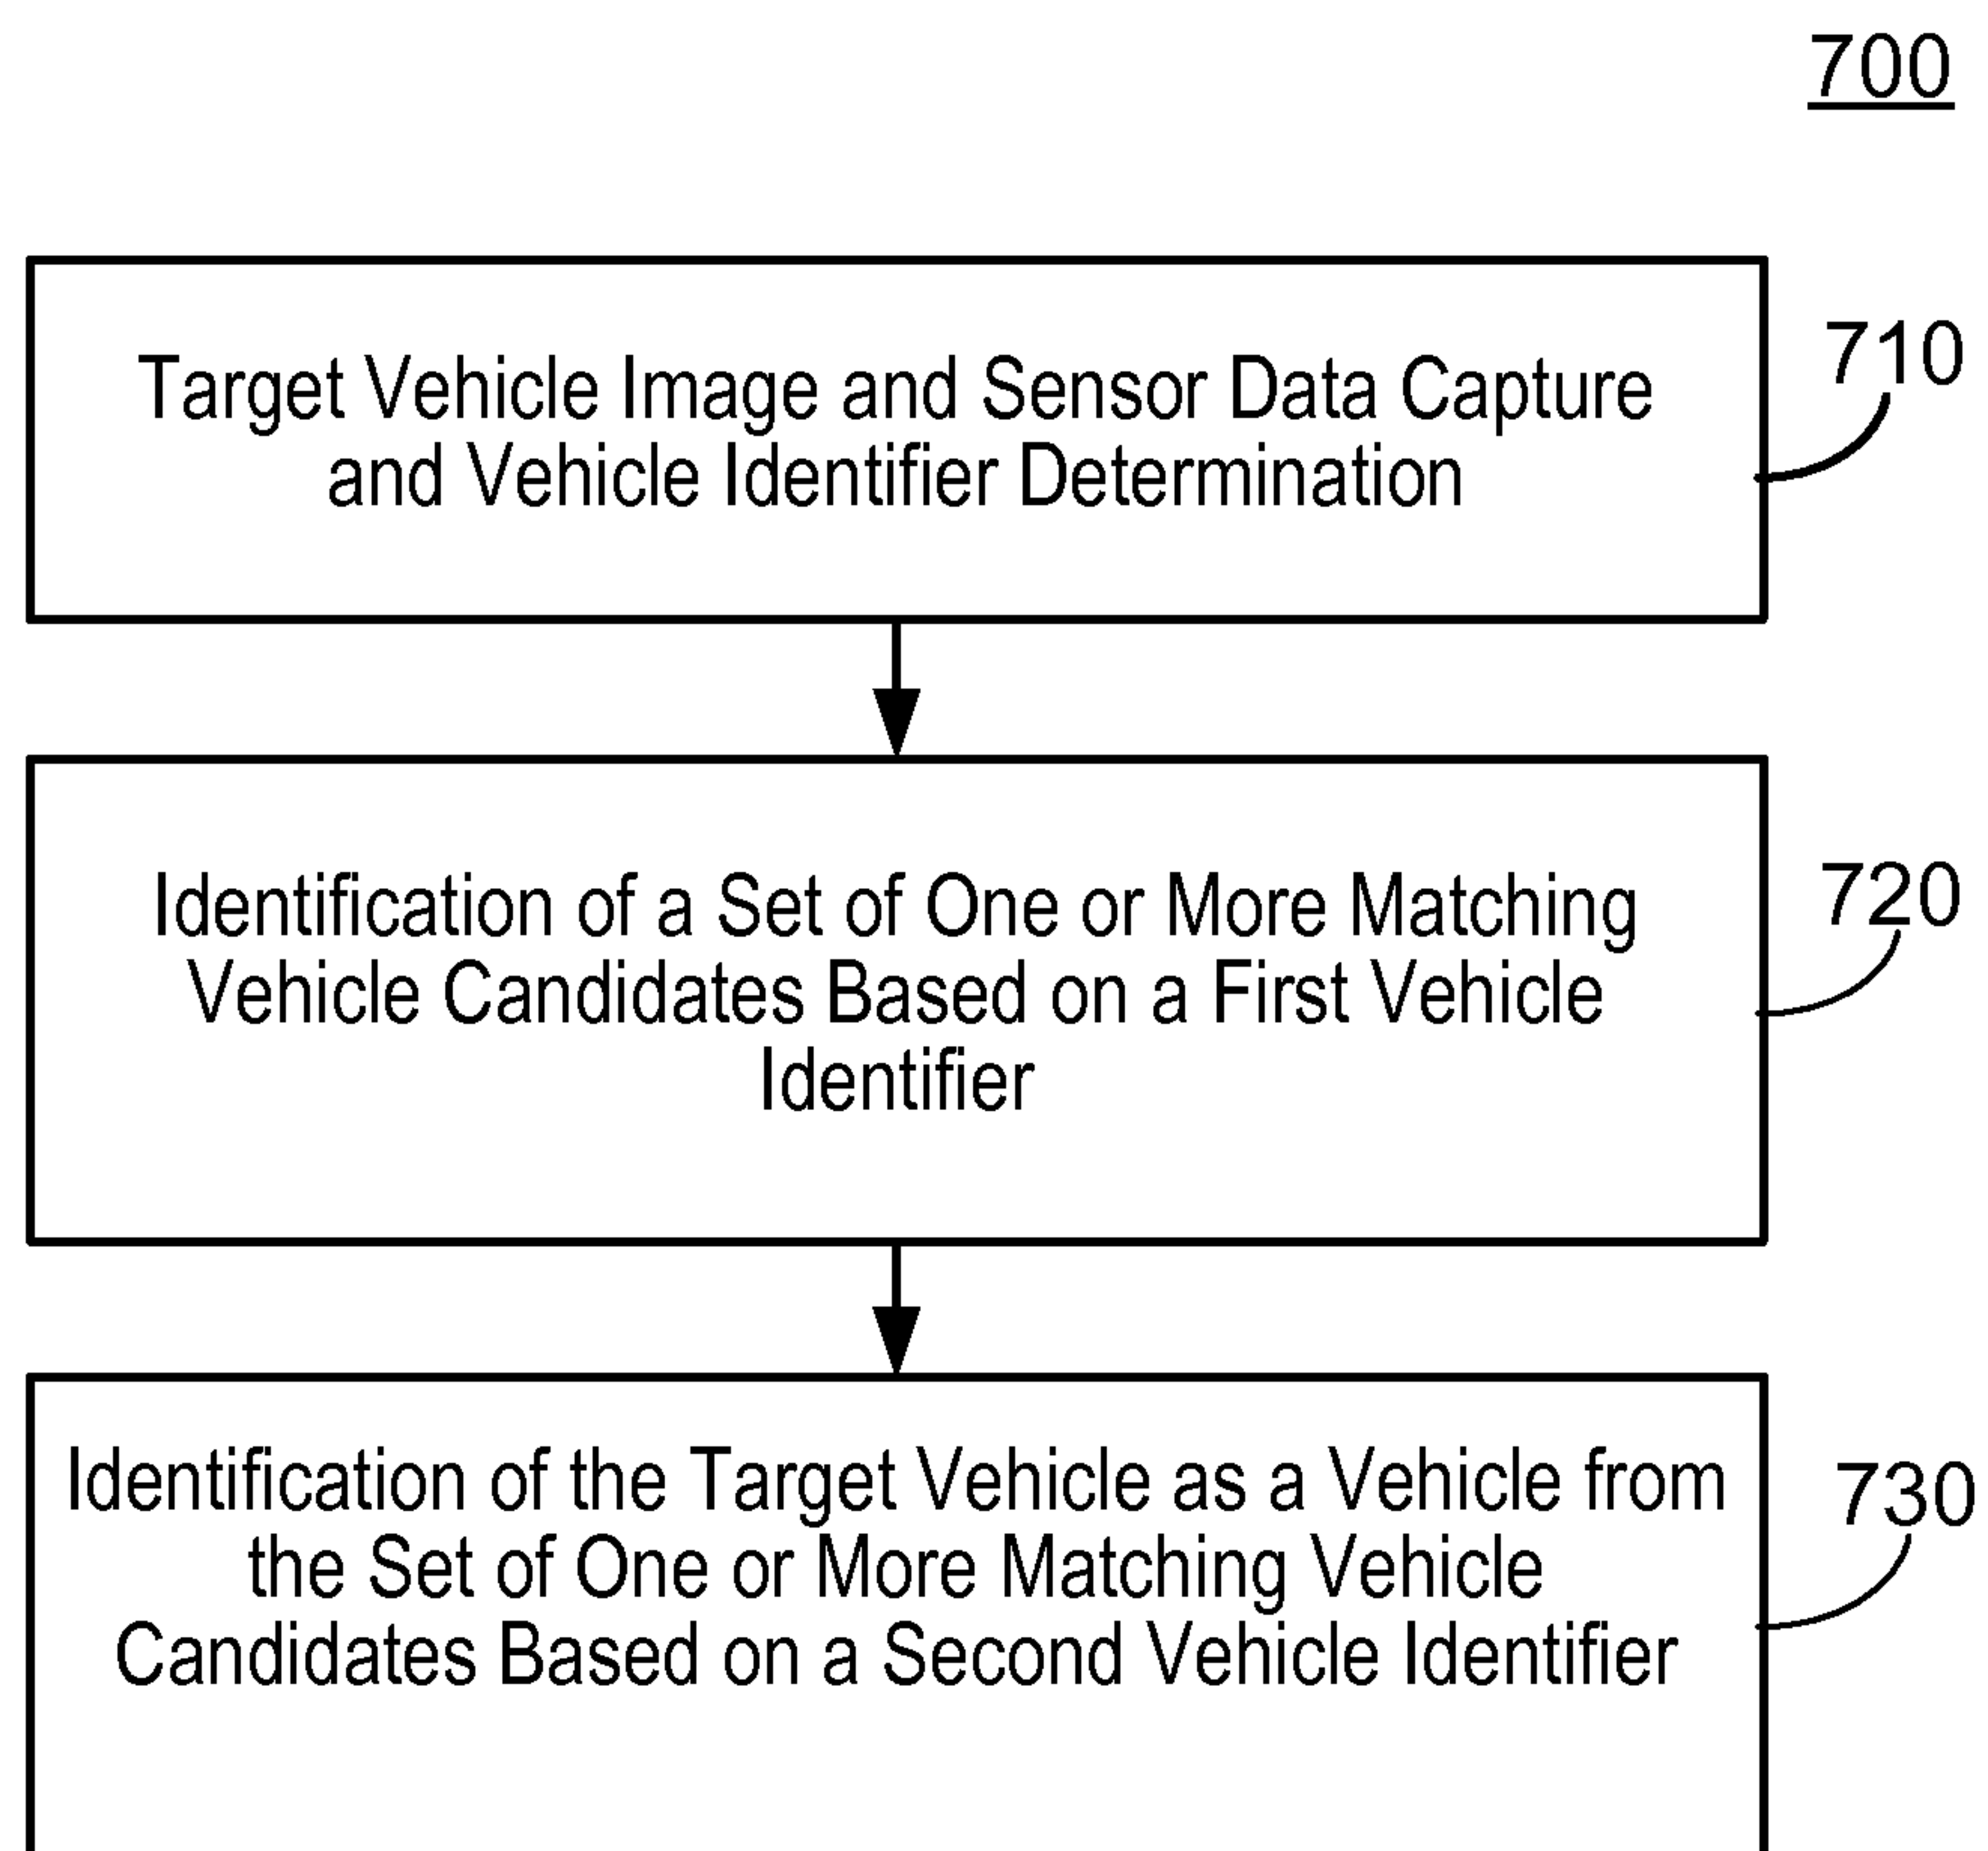 700
Target Vehicle Image and Sensor Data Capture
and Vehicle Identifier Determination
710
Identification of a Set of One or More Matching
Vehicle Candidates Based on a First Vehicle
Identifier
720
Identification of the Target Vehicle as a Vehicle from
the Set of One or More Matching Vehicle
Candidates Based on a Second Vehicle Identifier
730